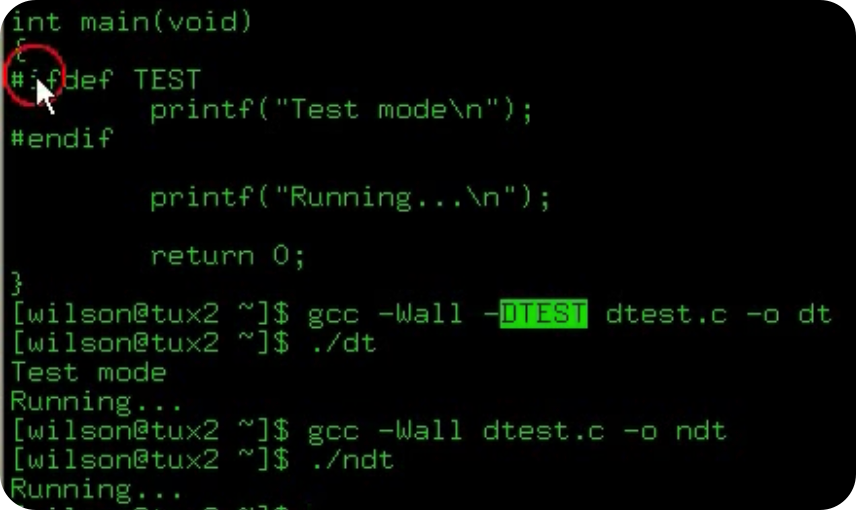 int main(void)
{
#ifdef TEST
        printf("Test mode\n");
#endif

        printf("Running...\n");

        return 0;
}
[wilson@tux2 ~]$ gcc -Wall -DTEST dtest.c -o dt
[wilson@tux2 ~]$ ./dt
Test mode
Running...
[wilson@tux2 ~]$ gcc -Wall dtest.c -o ndt
[wilson@tux2 ~]$ ./ndt
Running...